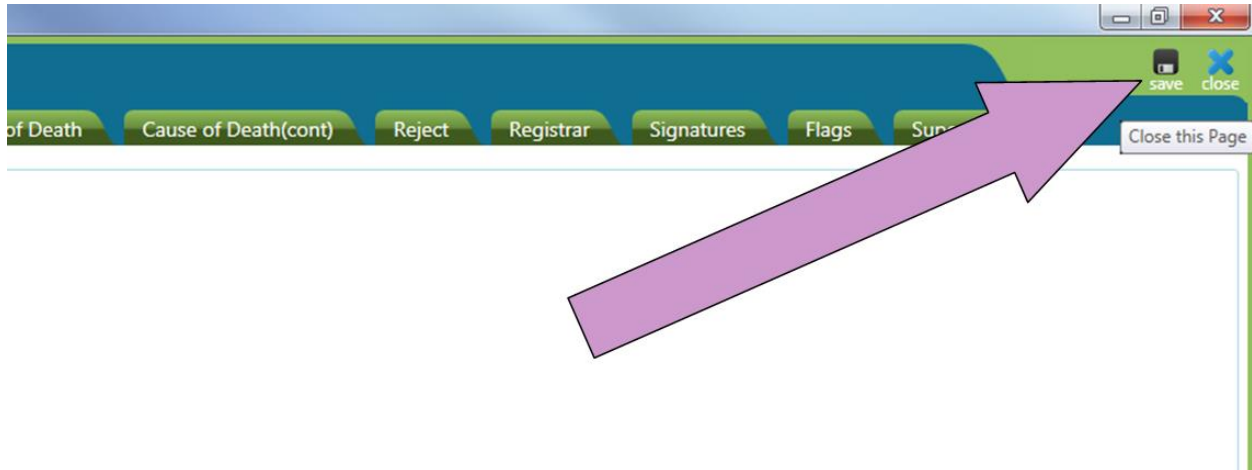 save close
of Death Cause of Death(cont) Reject Registrar Signatures Flags
Close this Page